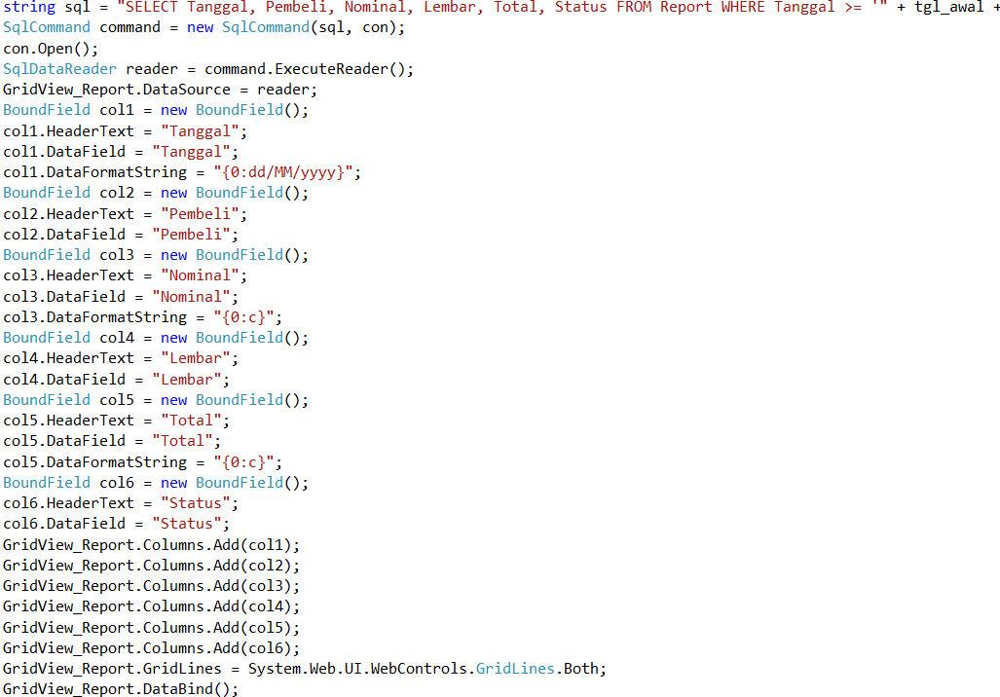 string sql = "SELECT Tanggal, Pembeli, Nominal, Lembar, Total, Status FROM Report WHERE Tanggal >= '" + tgl_awal +
SqlCommand command = new SqlCommand(sql, con);
con.Open();
SqlDataReader reader = command.ExecuteReader();
GridView_Report.DataSource = reader;
BoundField col1 = new BoundField();
col1.HeaderText = "Tanggal";
col1.DataField = "Tanggal";
col1.DataFormatString = "{0:dd/MM/yyyy}";
BoundField col2 = new BoundField();
col2.HeaderText = "Pembeli";
col2.DataField = "Pembeli";
BoundField col3 = new BoundField();
col3.HeaderText = "Nominal";
col3.DataField = "Nominal";
col3.DataFormatString = "{0:c}";
BoundField col4 = new BoundField();
col4.HeaderText = "Lembar";
col4.DataField = "Lembar";
BoundField col5 = new BoundField();
col5.HeaderText = "Total";
col5.DataField = "Total";
col5.DataFormatString = "{0:c}";
BoundField col6 = new BoundField();
col6.HeaderText = "Status";
col6.DataField = "Status";
GridView_Report.Columns.Add(col1);
GridView_Report.Columns.Add(col2);
GridView_Report.Columns.Add(col3);
GridView_Report.Columns.Add(col4);
GridView_Report.Columns.Add(col5);
GridView_Report.Columns.Add(col6);
GridView_Report.GridLines = System.Web.UI.WebControls.GridLines.Both;
GridView_Report.DataBind();